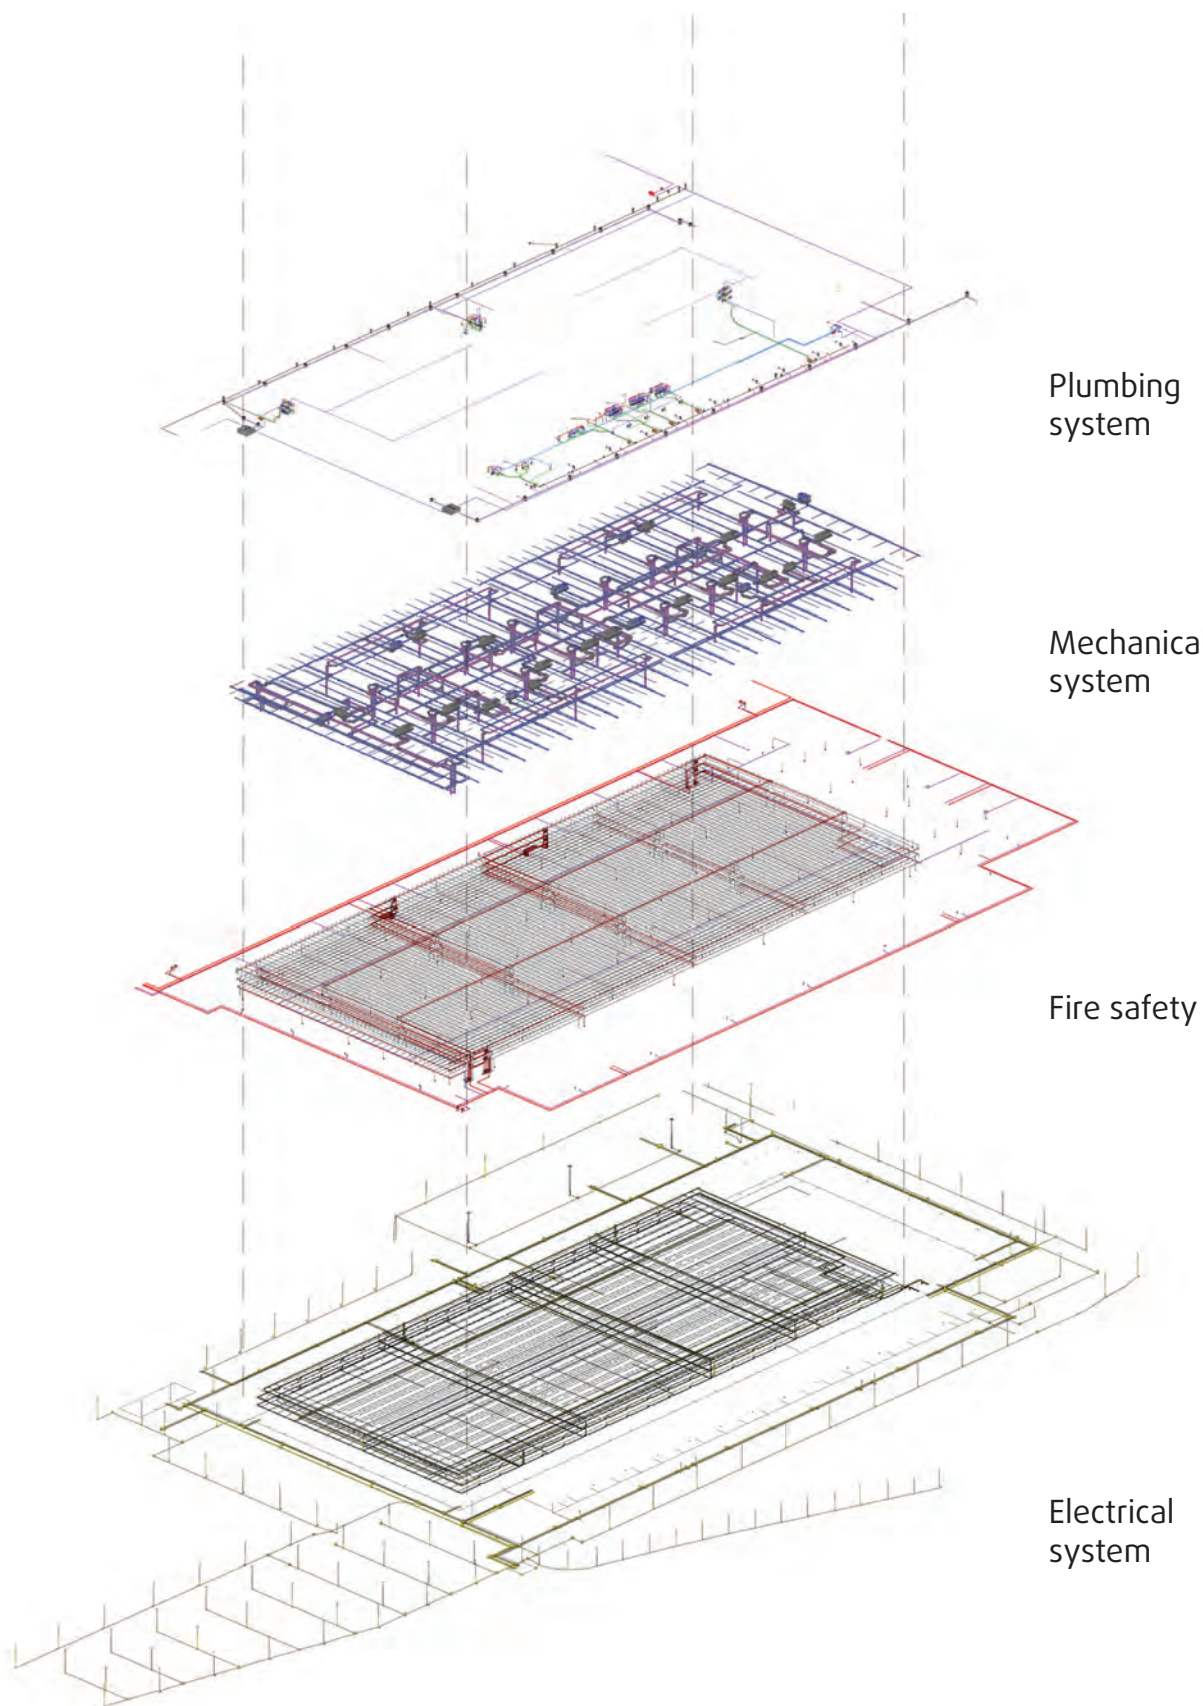 Plumbing
system
Mechanica
system
Fire safety
Electrical
system